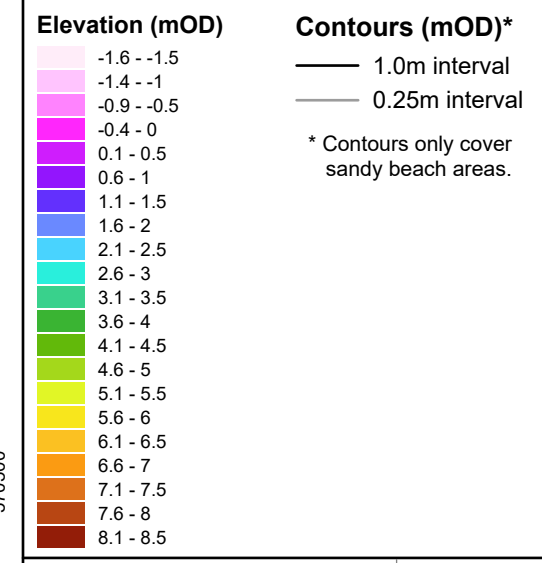 Elevation (mOD)
-1.6 - -1.5
-1.4 - -1
-0.9 - -0.5
-0.4 - 0
0.1 - 0.5
0.6 - 1
1.1 - 1.5
1.6 - 2
2.1 - 2.5
2.6 - 3
3.1 - 3.5
3.6 - 4
4.1 - 4.5
4.6 - 5
5.1 - 5.5
5.6 - 6
6.1 - 6.5
6.6 - 7
7.1 - 7.5
7.6 - 8
8.1 - 8.5
Contours (mOD)*
1.0m interval
0.25m interval
* Contours only cover
sandy beach areas.